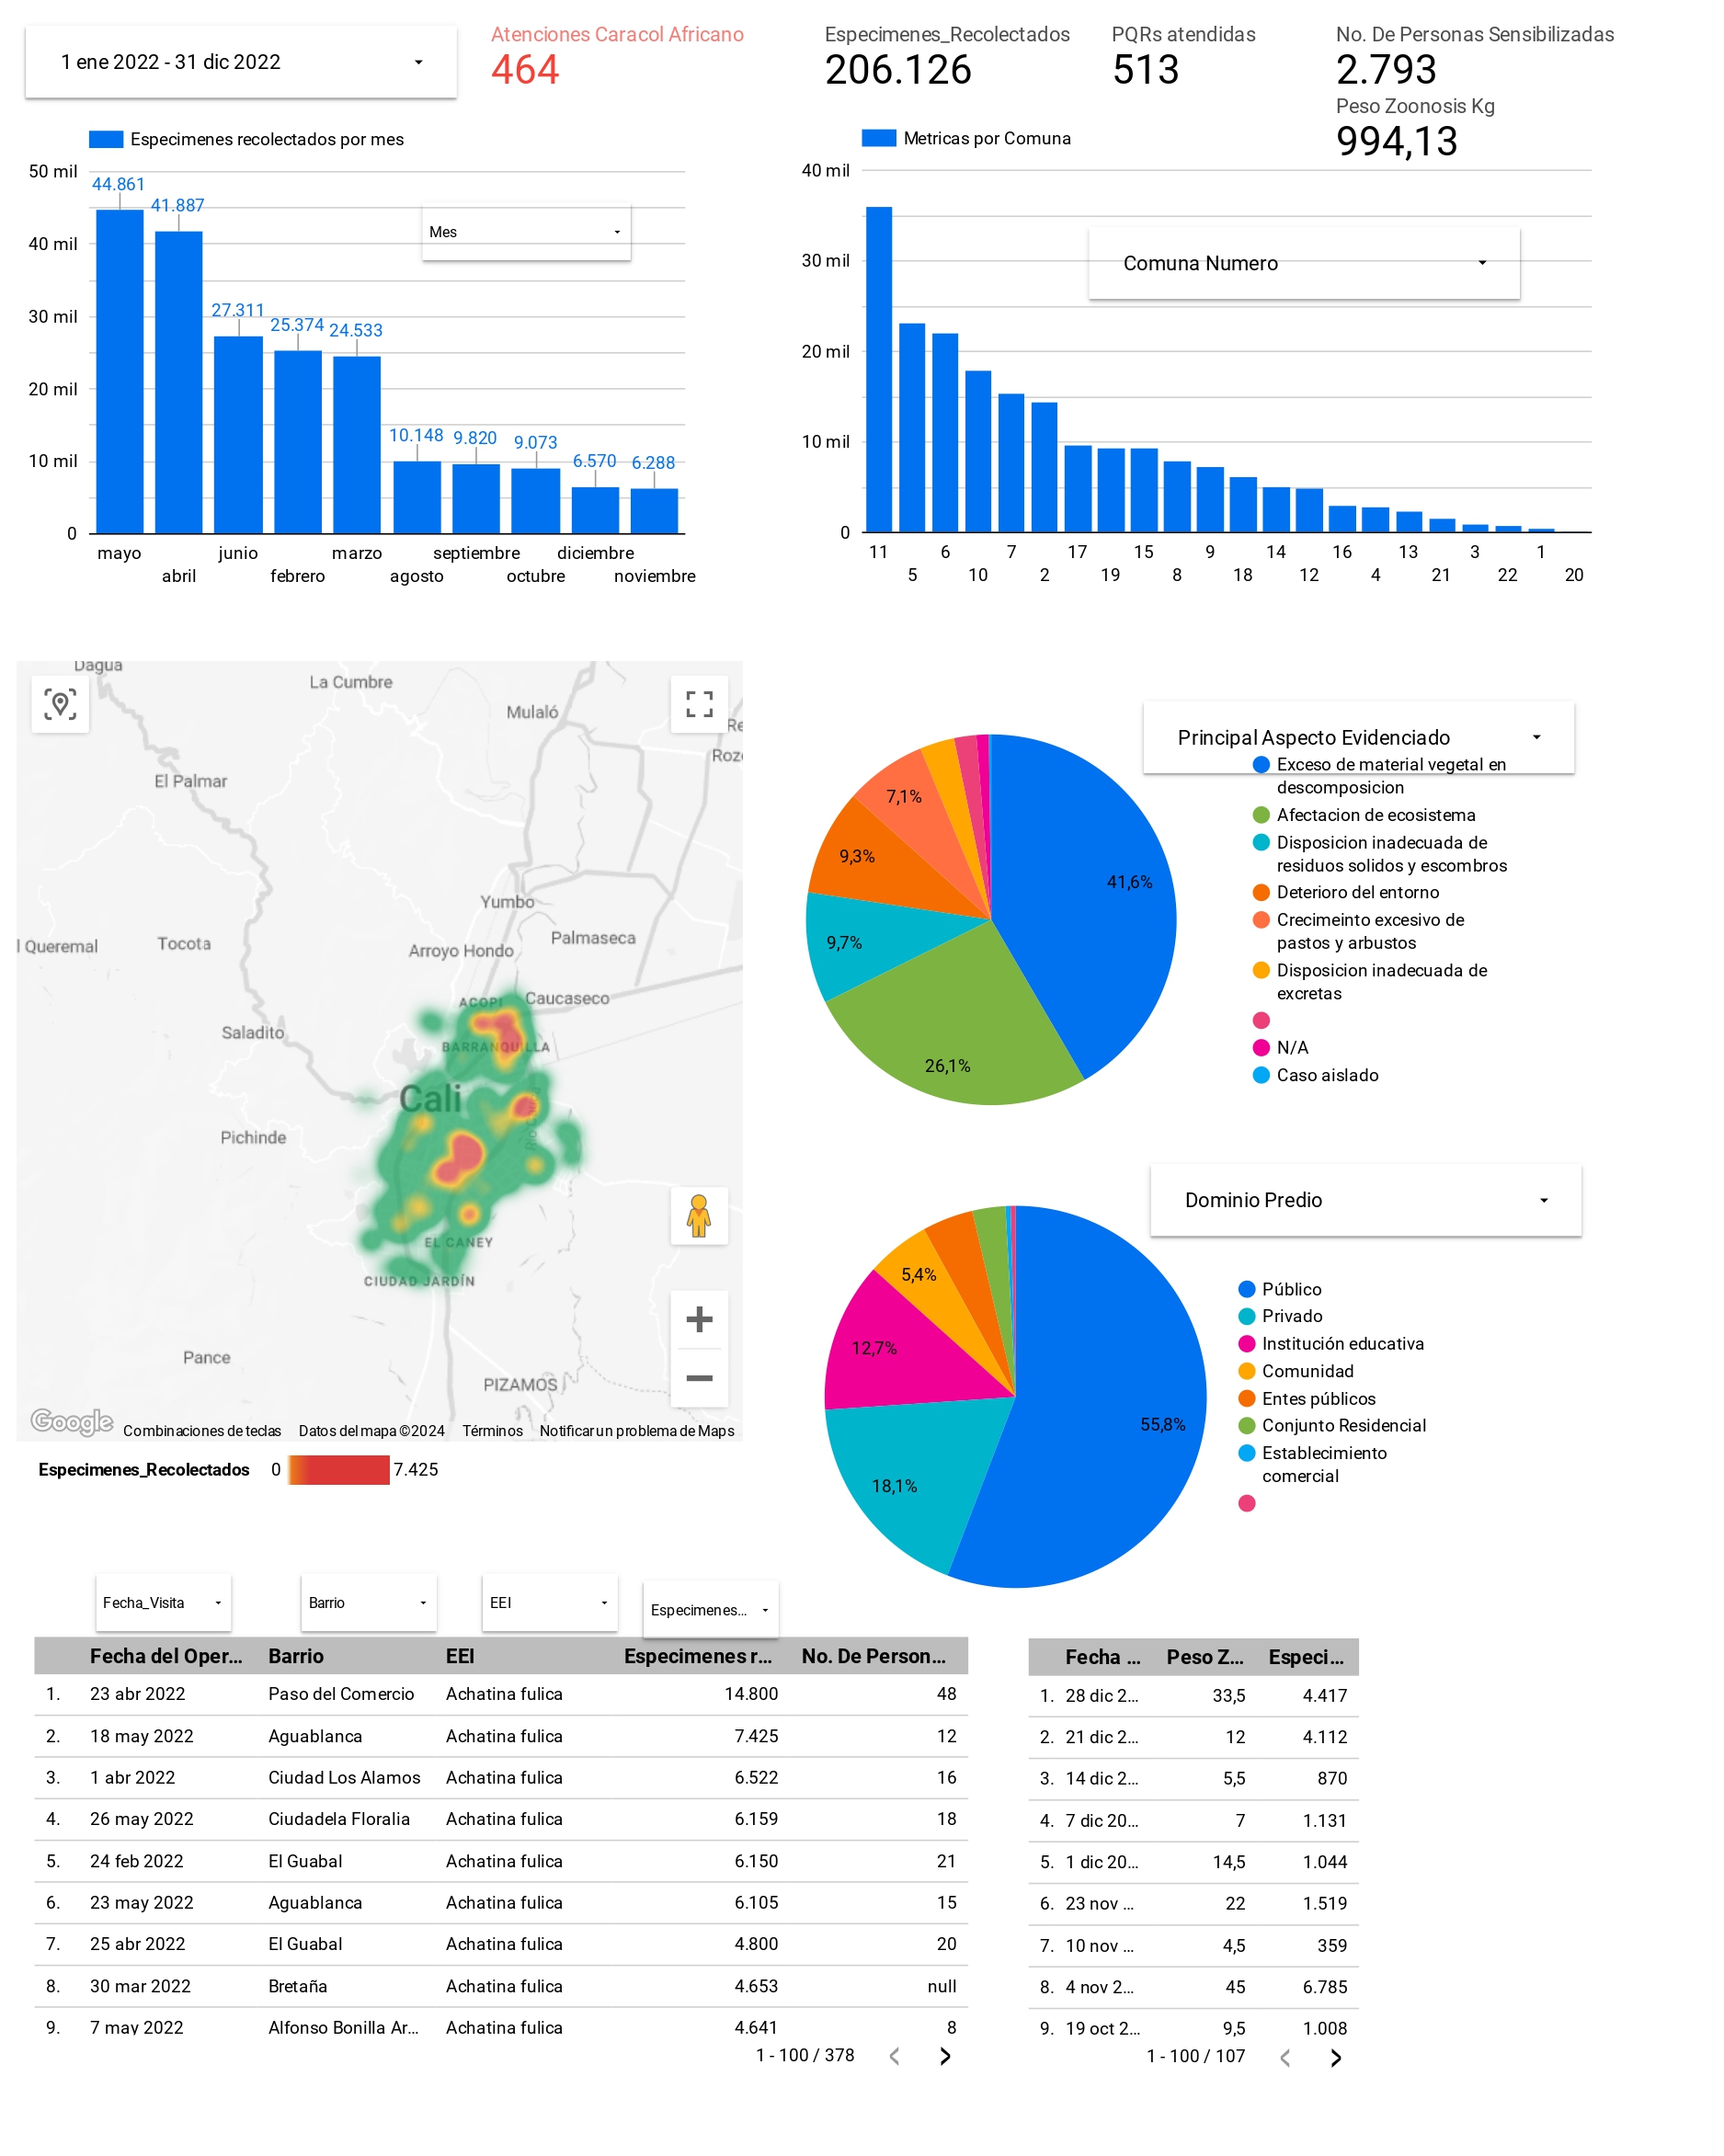 1 ene 2022 - 31 dic 2022
Atenciones Caracol Africano
464
Especimenes_Recolectados
206.126
PQRs atendidas
513
No. De Personas Sensibilizadas
2.793
Peso Zoonosis Kg
994,13
Especimenes recolectados por mes
50 mil
40 mil
30 mil
20 mil
10 mil
0
44.861
41.887
27.311
25.374
24.533
10.148
9.820
9.073
6.570
6.288
Mes
mayo
abril
junio
febrero
marzo
agosto
septiembre
octubre
diciembre
noviembre
Metricas por Comuna
40 mil
30 mil
20 mil
10 mil
0
Comuna Numero
11 6 7 17 15 9 14 16 13 3 1
5 10 2 19 8 18 12 4 21 22 20
Dagua
La Cumbre
Mulaló
Re
Roz
El Palmar
Yumbo
l Queremal
Tocota
Arroyo Hondo
Palmaseca
ACOPI
Caucaseco
Saladito
BARRANQUILLA
Cali
Pichinde
EL CANEY
CIUDAD JARDÍN
Pance
PIZAMOS
Google
Combinaciones de teclas
Datos del mapa ©2024
Términos
Notificar un problema de Maps
Especimenes_Recolectados 0 7.425
Principal Aspecto Evidenciado
41,6%
26,1%
9,7%
9,3%
7,1%
Exceso de material vegetal en
descomposicion
Afectacion de ecosistema
Disposicion inadecuada de
residuos solidos y escombros
Deterioro del entorno
Crecimeinto excesivo de
pastos y arbustos
Disposicion inadecuada de
excretas
N/A
Caso aislado
Dominio Predio
55,8%
18,1%
12,7%
5,4%
Público
Privado
Institución educativa
Comunidad
Entes públicos
Conjunto Residencial
Establecimiento
comercial
Fecha_Visita
Barrio
EEI
Especimenes...
Fecha del Oper... Barrio EEI Especimenes r... No. De Person...
1. 23 abr 2022 Paso del Comercio Achatina fulica 14.800 48
2. 18 may 2022 Aguablanca Achatina fulica 7.425 12
3. 1 abr 2022 Ciudad Los Alamos Achatina fulica 6.522 16
4. 26 may 2022 Ciudadela Floralia Achatina fulica 6.159 18
5. 24 feb 2022 El Guabal Achatina fulica 6.150 21
6. 23 may 2022 Aguablanca Achatina fulica 6.105 15
7. 25 abr 2022 El Guabal Achatina fulica 4.800 20
8. 30 mar 2022 Bretaña Achatina fulica 4.653 null
9. 7 may 2022 Alfonso Bonilla Ar... Achatina fulica 4.641 8
1 - 100 / 378
Fecha ... Peso Z... Especi...
1. 28 dic 2... 33,5 4.417
2. 21 dic 2... 12 4.112
3. 14 dic 2... 5,5 870
4. 7 dic 20... 7 1.131
5. 1 dic 20... 14,5 1.044
6. 23 nov ... 22 1.519
7. 10 nov ... 4,5 359
8. 4 nov 2... 45 6.785
9. 19 oct 2... 9,5 1.008
1 - 100 / 107